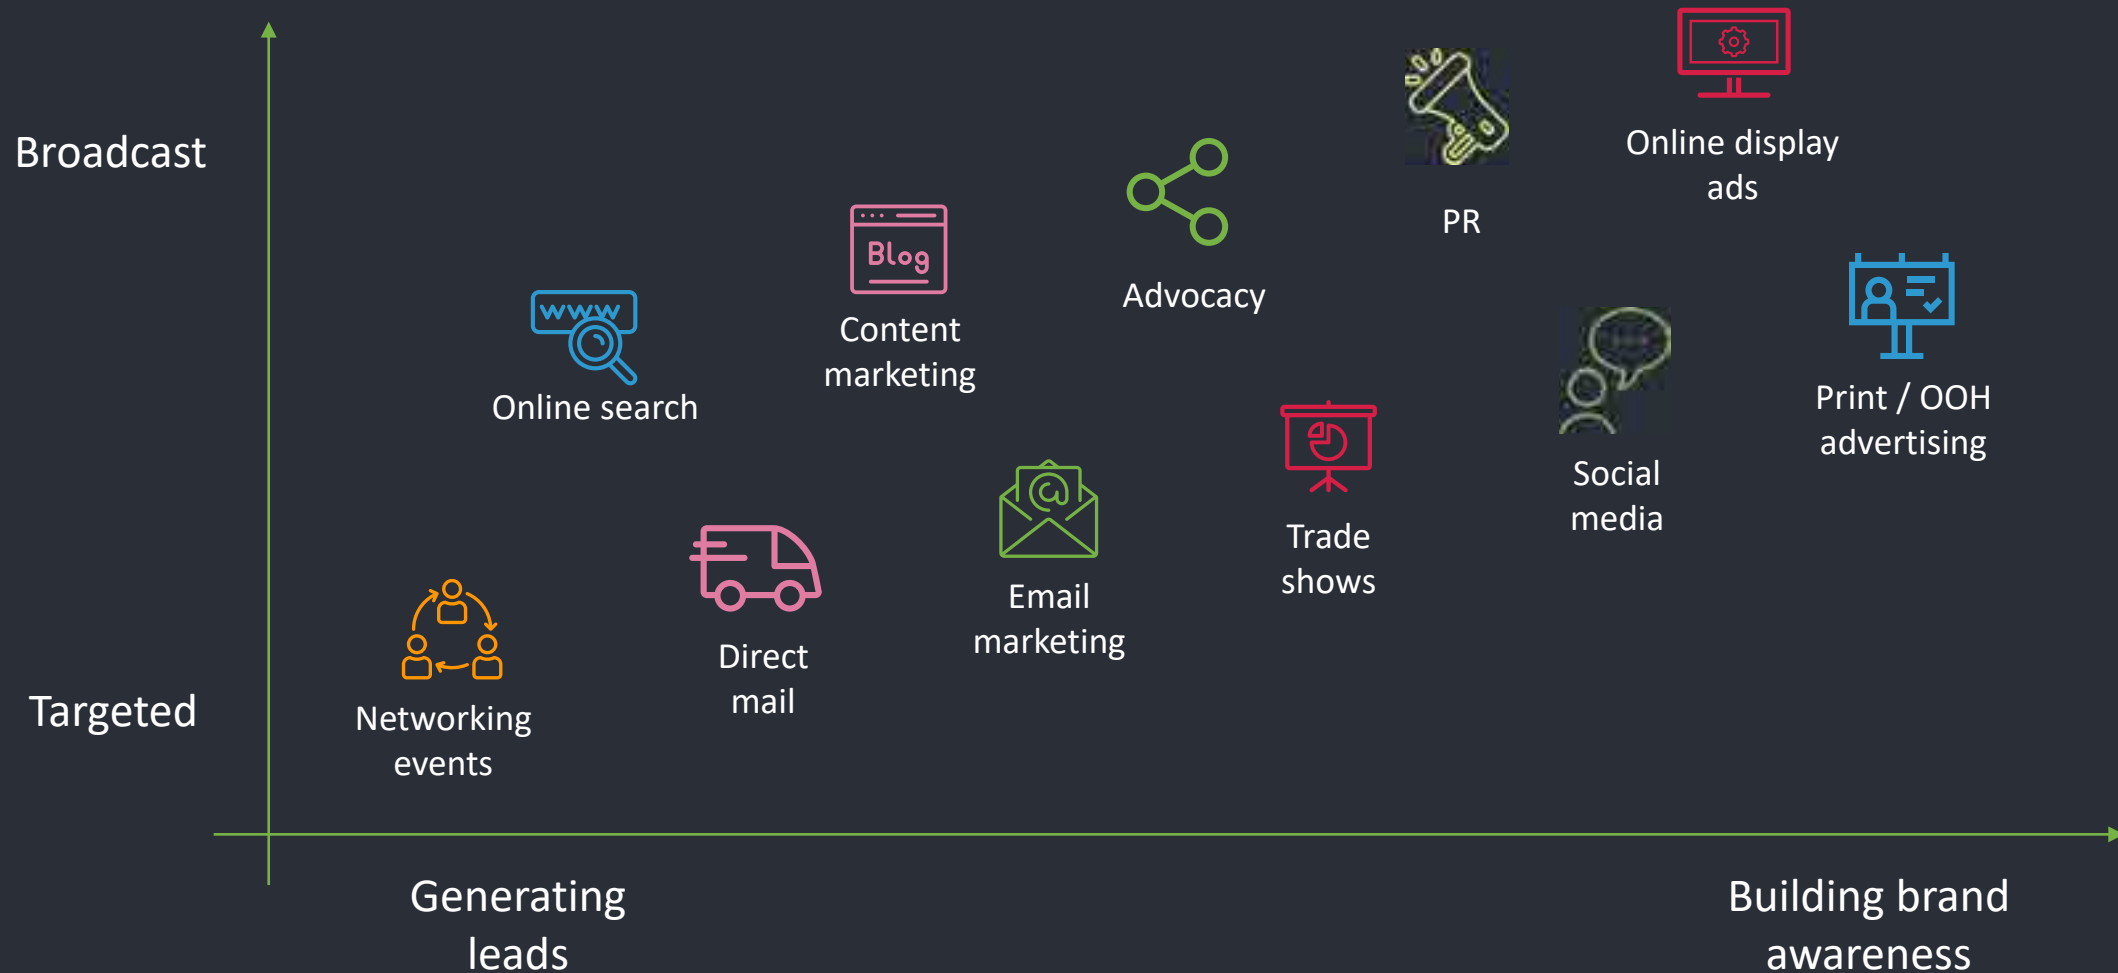 Broadcast
Online display
ads
PR
Blog
Advocacy
www
Content
marketing
Online search
Print / OOH
advertising
Social
media
@
Trade
shows
Email
marketing
Direct
mail
Targeted
Networking
events
Generating
leads
Building brand
awareness